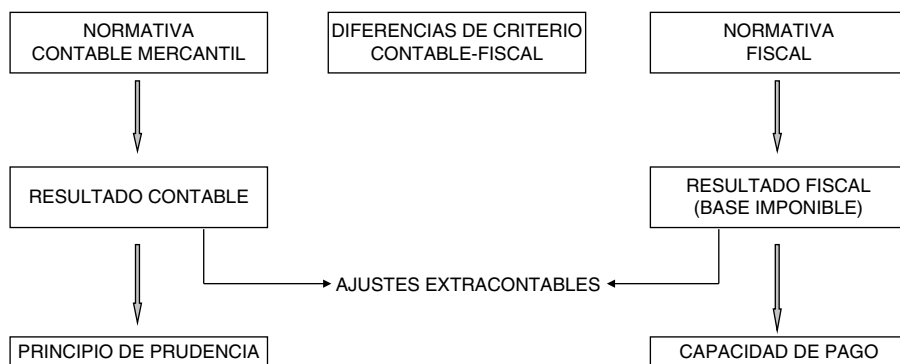 NORMATIVA
CONTABLE MERCANTIL
DIFERENCIAS DE CRITERIO
CONTABLE-FISCAL
NORMATIVA
FISCAL
RESULTADO CONTABLE
RESULTADO FISCAL
(BASE IMPONIBLE)
AJUSTES EXTRACONTABLES
PRINCIPIO DE PRUDENCIA
CAPACIDAD DE PAGO